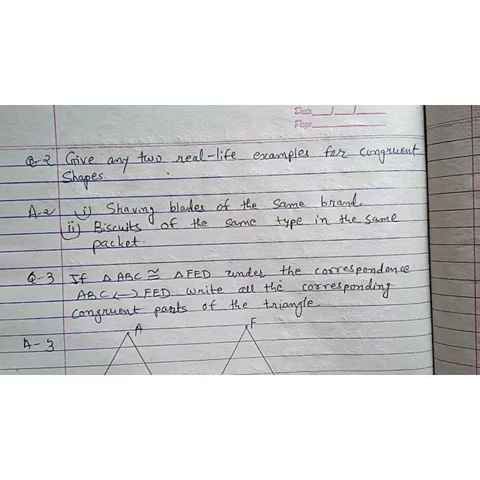 Date
Page
Q-2 Give any two real-life examples for congruent
Shapes.
A-2 i) Shaving blades of the same brand.
ii) Biscuits of the same type in the same
packet.
Q-3 If △ABC ≅ △FED under the correspondence
ABC ↔ FED write all the corresponding
congruent parts of the triangle.
A-3 A F